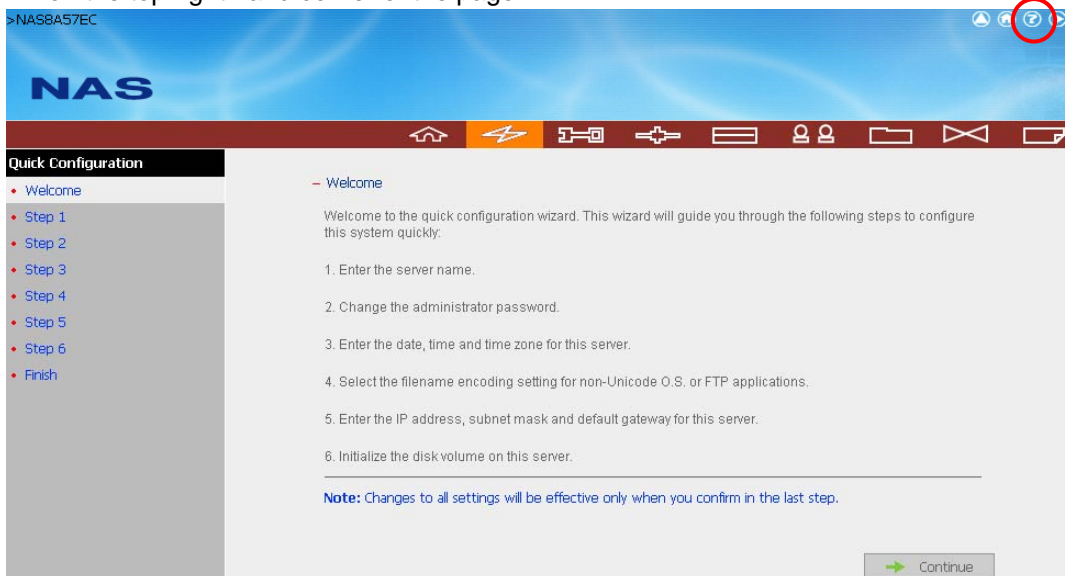 >NAS8A57EC
NAS
Quick Configuration
• Welcome
• Step 1
• Step 2
• Step 3
• Step 4
• Step 5
• Step 6
• Finish
– Welcome
Welcome to the quick configuration wizard. This wizard will guide you through the following steps to configure
this system quickly:
1. Enter the server name.
2. Change the administrator password.
3. Enter the date, time and time zone for this server.
4. Select the filename encoding setting for non-Unicode O.S. or FTP applications.
5. Enter the IP address, subnet mask and default gateway for this server.
6. Initialize the disk volume on this server.
Note: Changes to all settings will be effective only when you confirm in the last step.
Continue